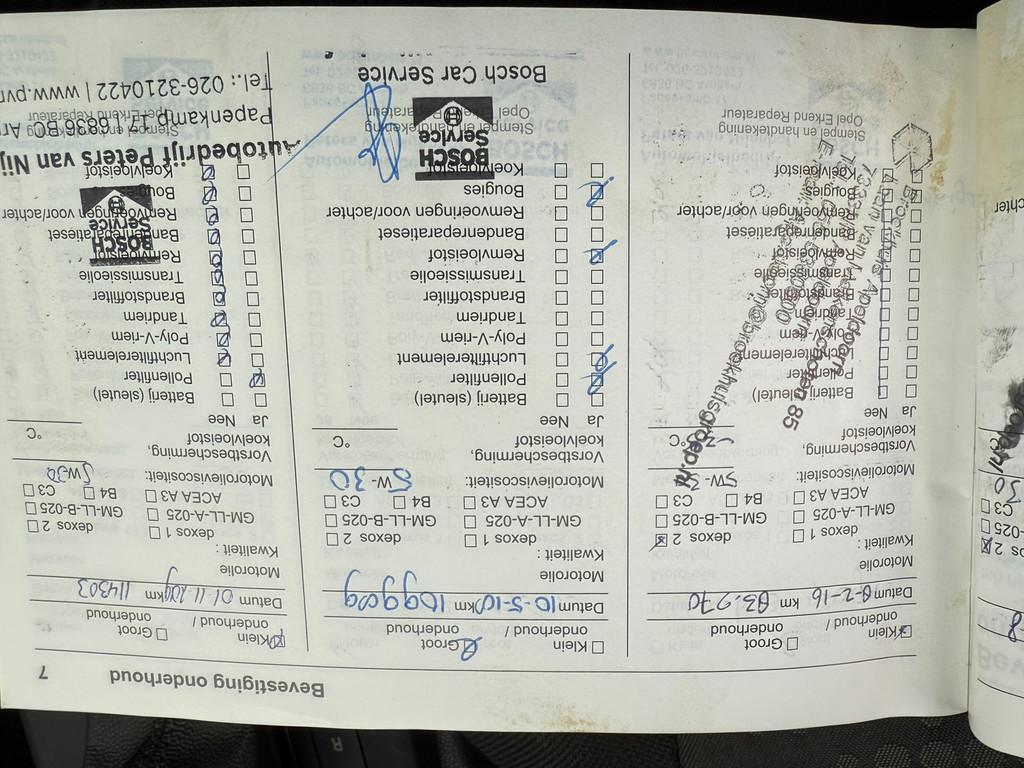 Bevestiging onderhoud
7
Klein onderhoud /
Groot onderhoud
Datum 8-2-16 km 83.970
Motorolie
Kwaliteit :
dexos 1
dexos 2
GM-LL-A-025
GM-LL-B-025
ACEA A3
B4
C3
Motorolieviscositeit:
5W-
Vorstbescherming,
koelvloeistof
°C
Ja Nee
Batterij (sleutel)
Pollenfilter
Luchtfilterelement
Poly-V-riem
Tandriem
Brandstoffilter
Transmissieolie
Remvloeistof
Bandenreparatieset
Remvoeringen voor/achter
Bougies
Koelvloeistof
Stempel en handtekening
Opel Erkend Reparateur
Klein onderhoud /
Groot onderhoud
Datum 10-5-10 km 109909
Motorolie
Kwaliteit :
dexos 1
dexos 2
GM-LL-A-025
GM-LL-B-025
ACEA A3
B4
C3
Motorolieviscositeit:
5W-30
Vorstbescherming,
koelvloeistof
°C
Ja Nee
Batterij (sleutel)
Pollenfilter
Luchtfilterelement
Poly-V-riem
Tandriem
Brandstoffilter
Transmissieolie
Remvloeistof
Bandenreparatieset
Remvoeringen voor/achter
Bougies
Koelvloeistof
Stempel en handtekening
Opel Erkend Reparateur
BOSCH
Service
Bosch Car Service
Klein onderhoud /
Groot onderhoud
Datum 01.11. km 114303
Motorolie
Kwaliteit :
dexos 1
dexos 2
GM-LL-A-025
GM-LL-B-025
ACEA A3
B4
C3
Motorolieviscositeit:
5W30
Vorstbescherming,
koelvloeistof
°C
Ja Nee
Batterij (sleutel)
Pollenfilter
Luchtfilterelement
Poly-V-riem
Tandriem
Brandstoffilter
Transmissieolie
Remvloeistof
Bandenreparatieset
Remvoeringen voor/achter
Bougies
Koelvloeistof
BOSCH
Service
Autobedrijf Peters van Nij
Stempel en handtekening
Opel Erkend Reparateur
Papenkamp
6836 BC Ar
Tel.: 026-3210422 | www.pvn